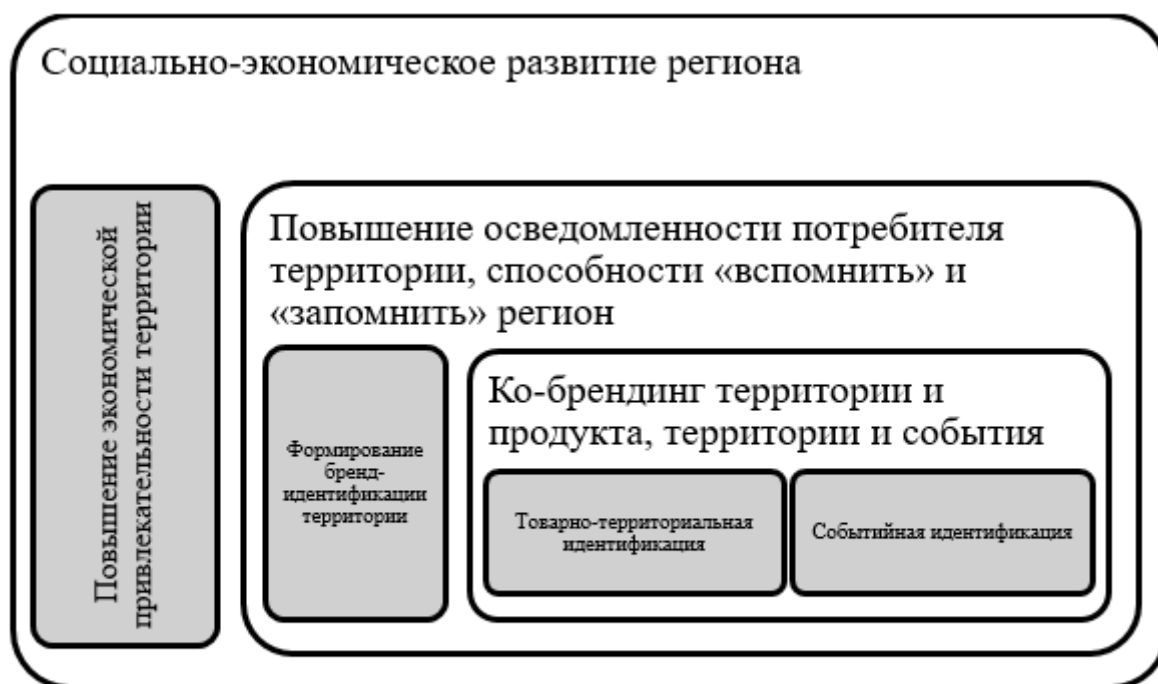 Социально-экономическое развитие региона
Повышение экономической
привлекательности территории
Повышение осведомленности потребителя
территории, способности «вспомнить» и
«запомнить» регион
Формирование
бренд-
идентификации
территории
Ко-брендинг территории и
продукта, территории и события
Товарно-территориальная
идентификация
Событийная идентификация